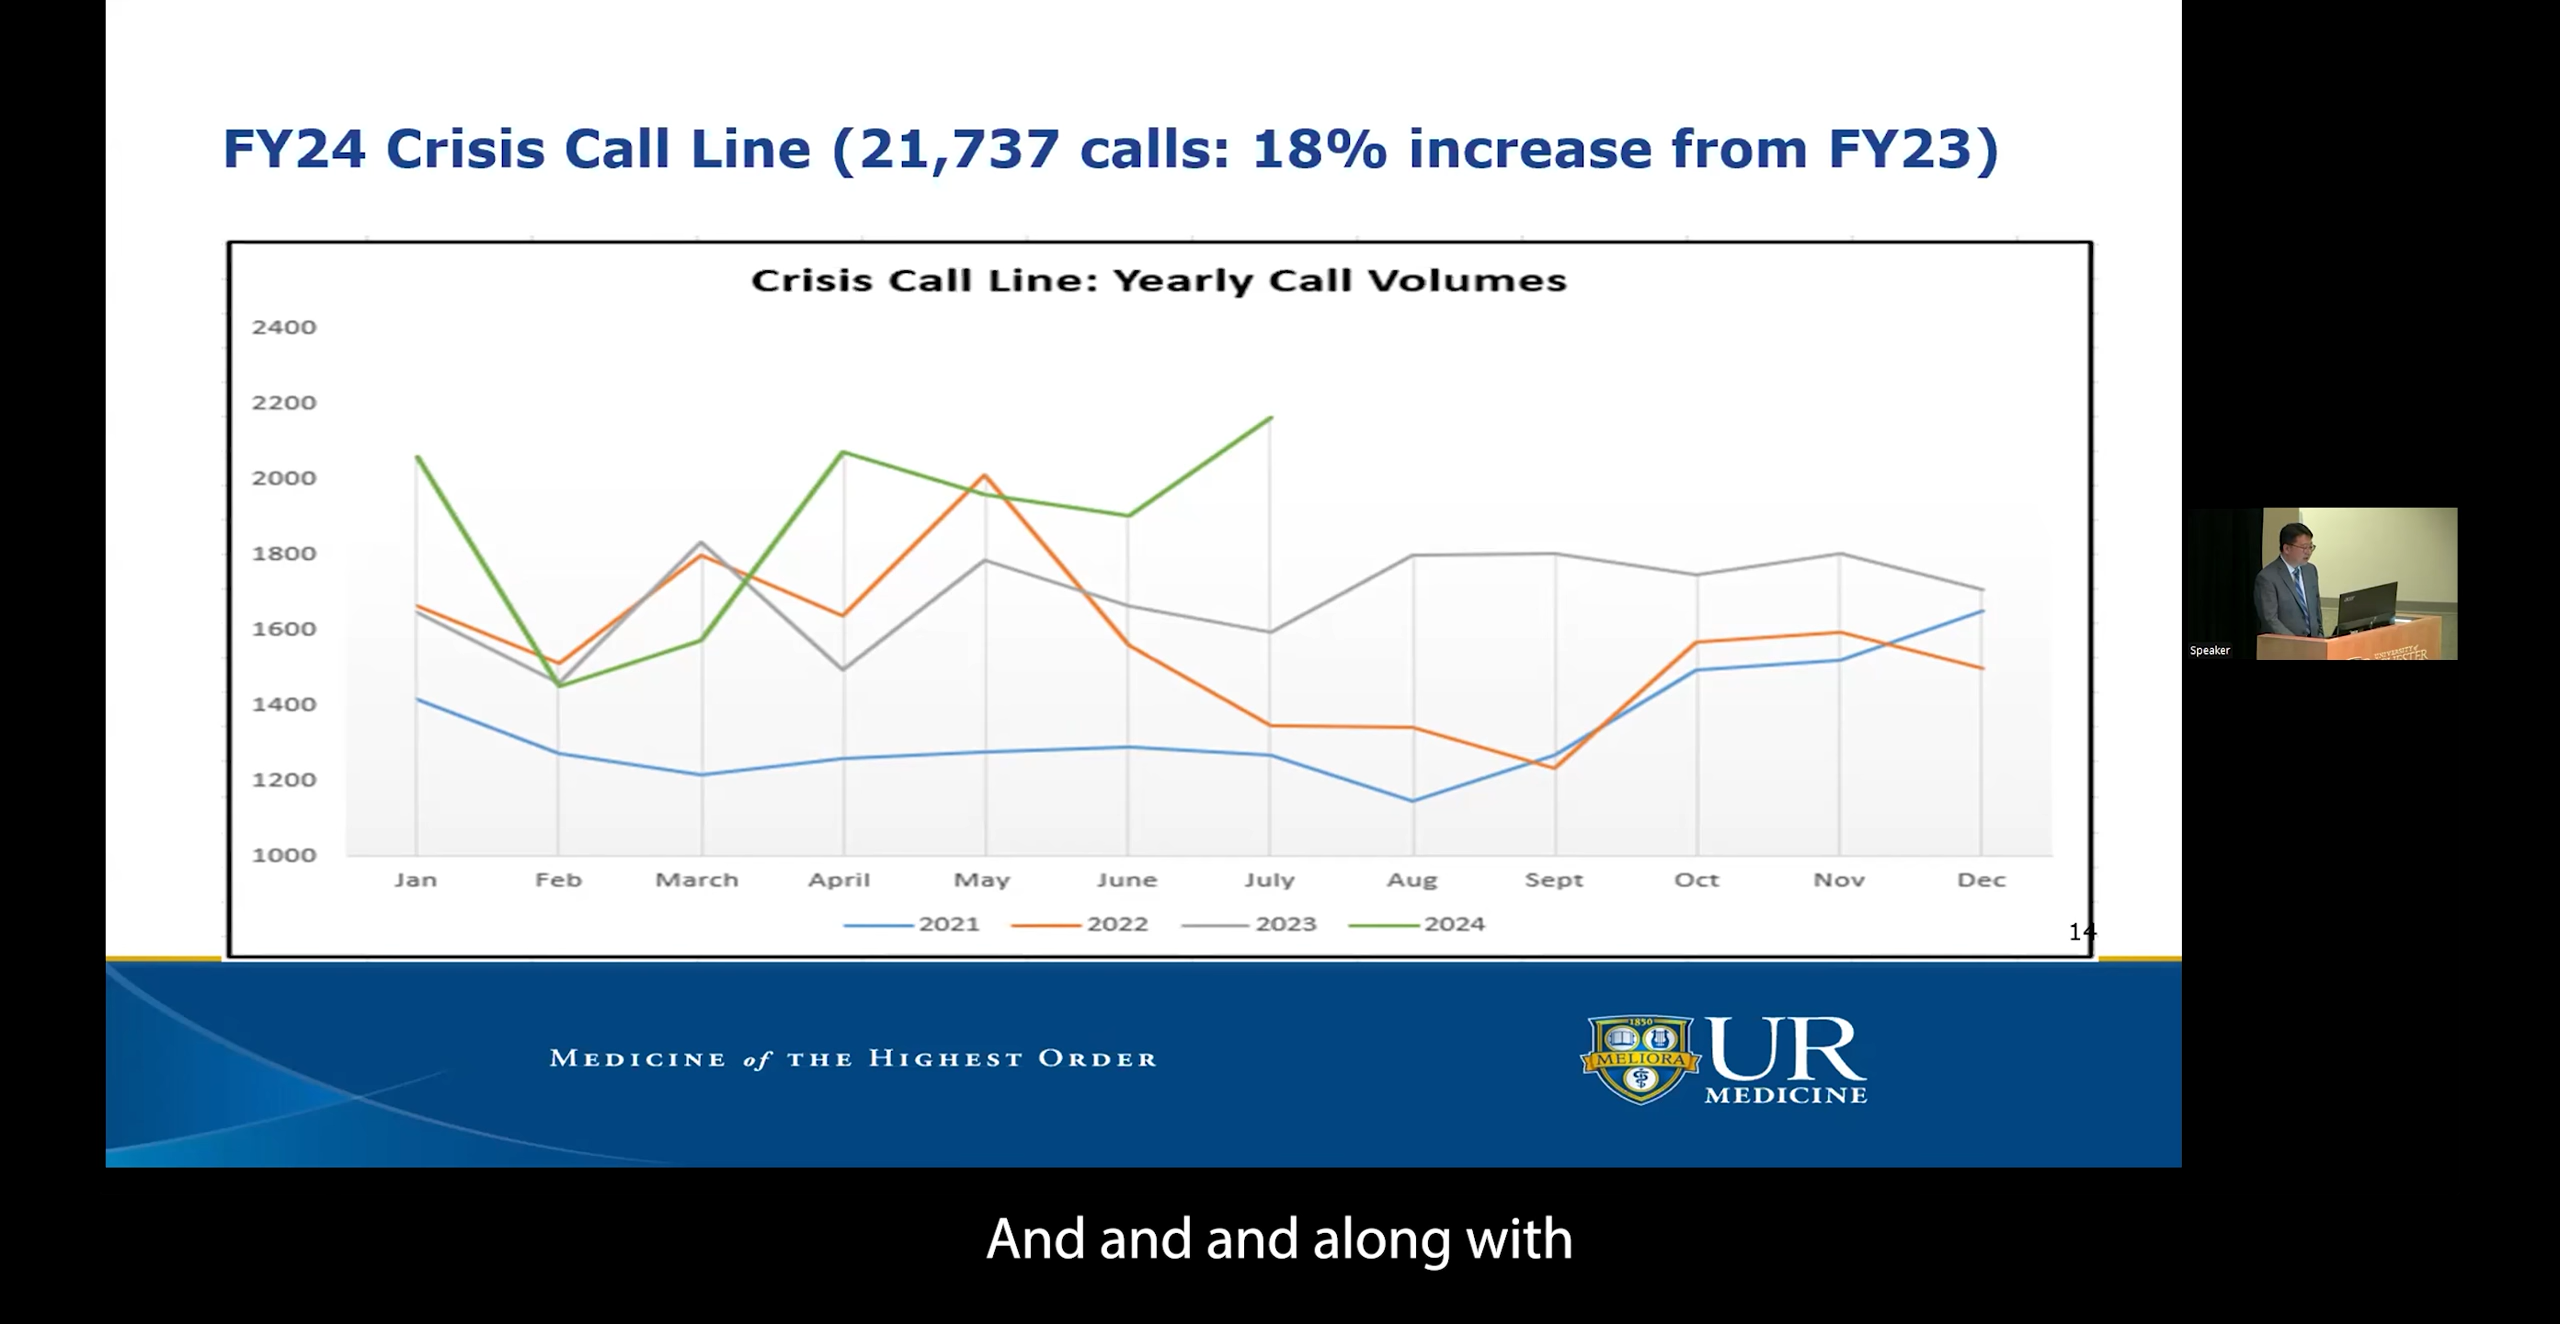 FY24 Crisis Call Line (21,737 calls: 18% increase from FY23)
Crisis Call Line: Yearly Call Volumes
2400
2200
2000
1800
1600
1400
1200
1000
Jan Feb March April May June July Aug Sept Oct Nov Dec
2021 2022 2023 2024
14
MEDICINE of THE HIGHEST ORDER
1850
MELIORA
UR
MEDICINE
Speaker
And and and along with